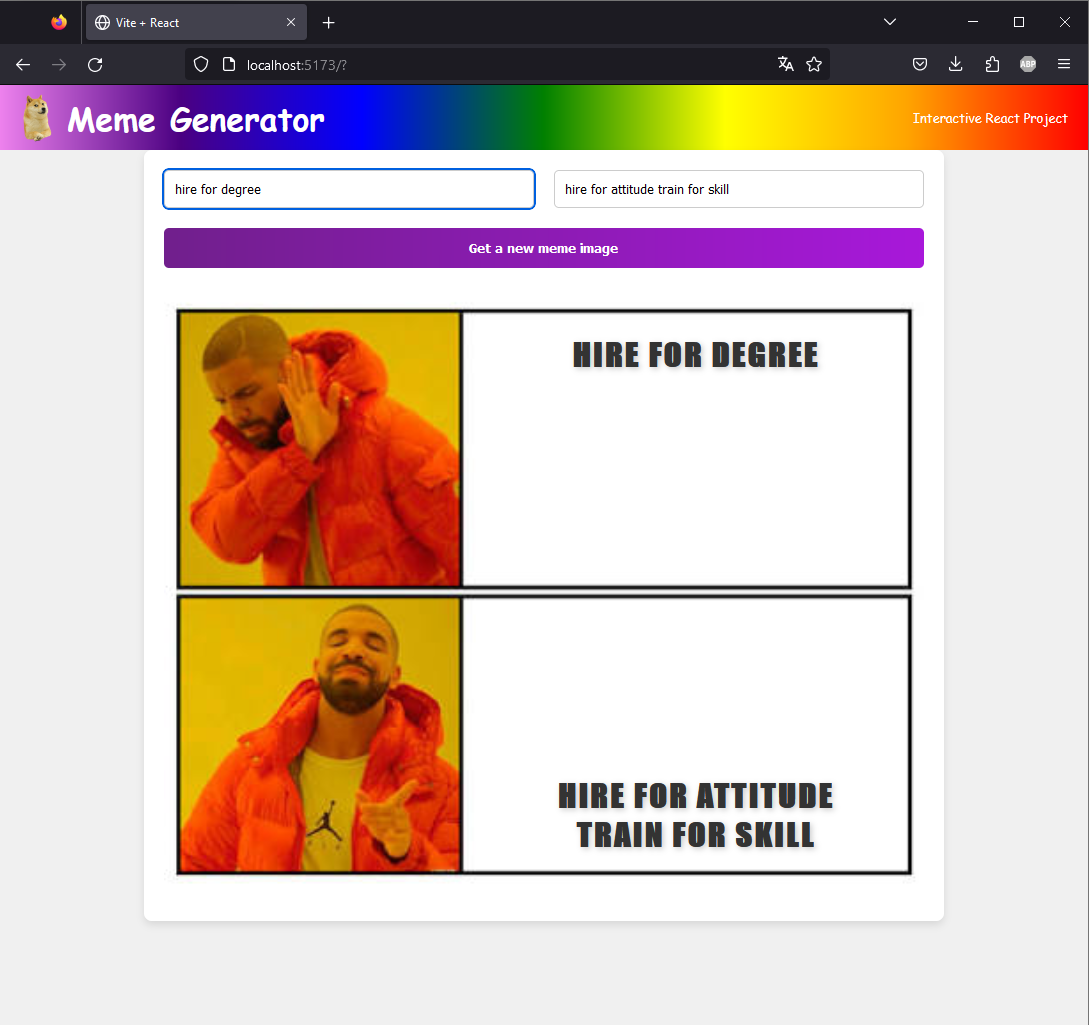 Vite + React
localhost:5173/?
ABP
Meme Generator
Interactive React Project
hire for degree
hire for attitude train for skill
Get a new meme image
HIRE FOR DEGREE
HIRE FOR ATTITUDE
TRAIN FOR SKILL